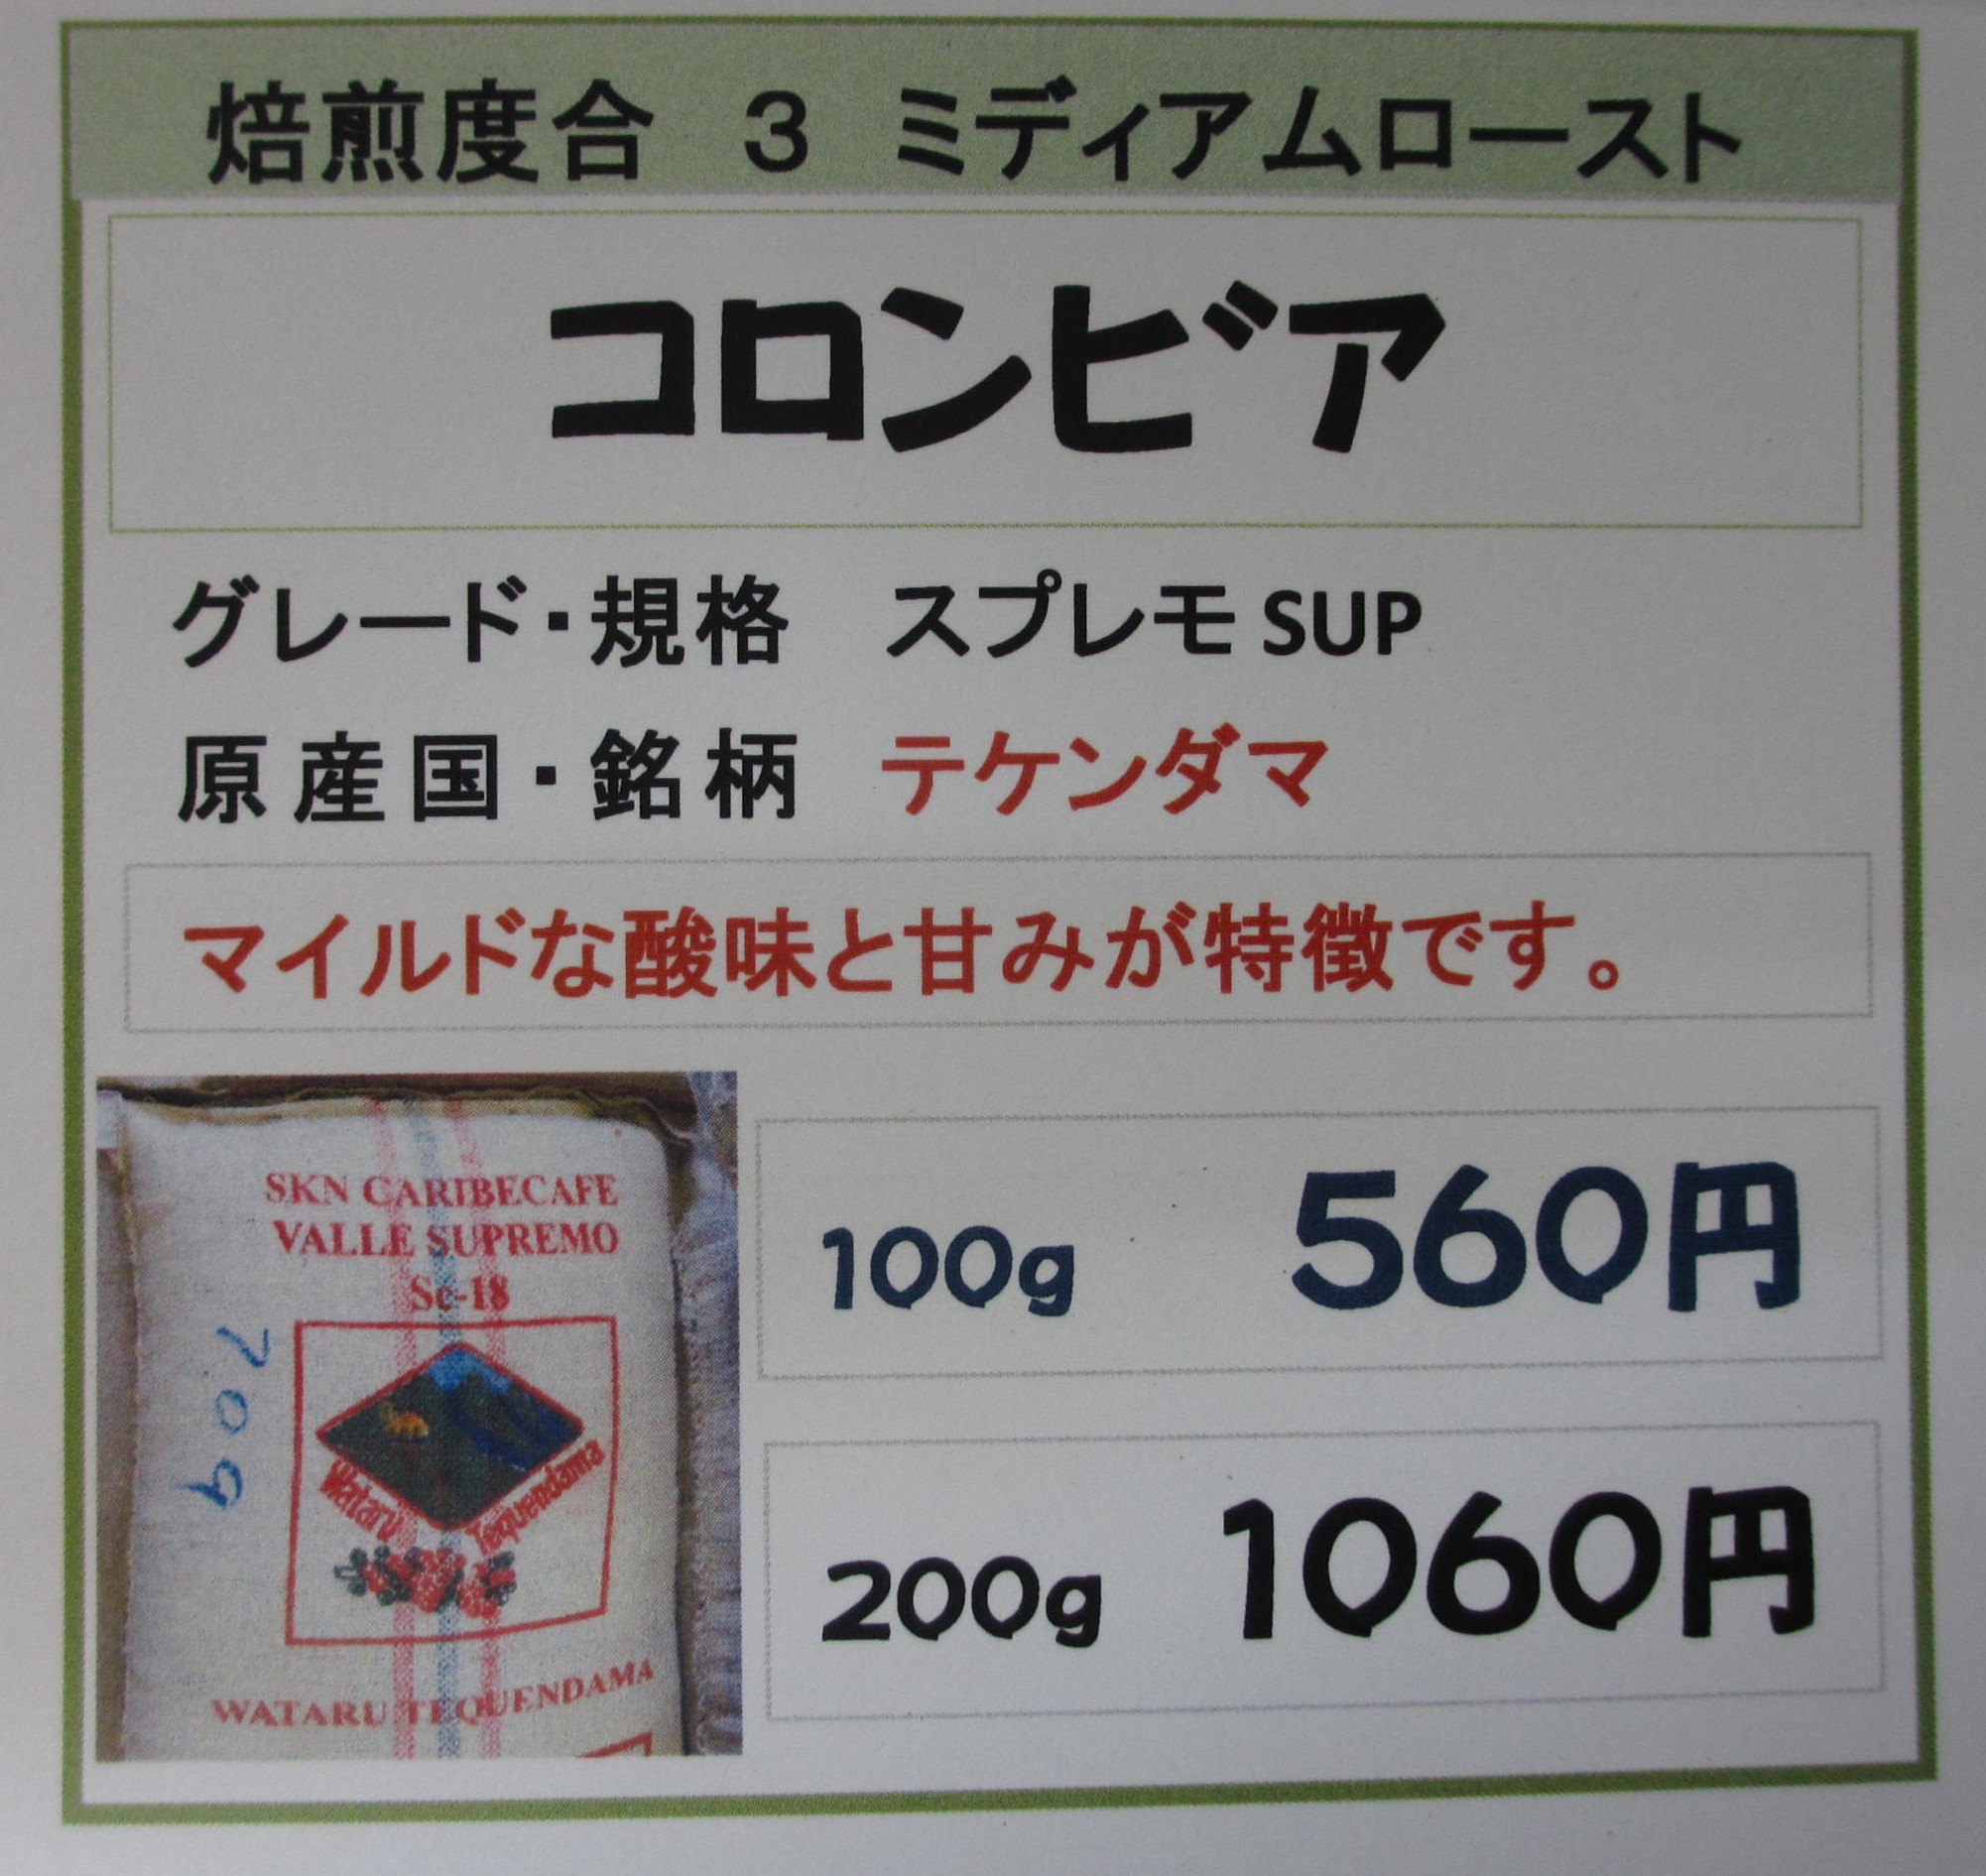 焙煎度合　3　ミディアムロースト
コロンビア
グレード・規格　スプレモ SUP
原産国・銘柄　テケンダマ
マイルドな酸味と甘みが特徴です。
SKN CARIBECAFE
VALLE SUPREMO
Sc-18
709
Wataru Tequendama
WATARU TEQUENDAMA
100g　560円
200g　1060円